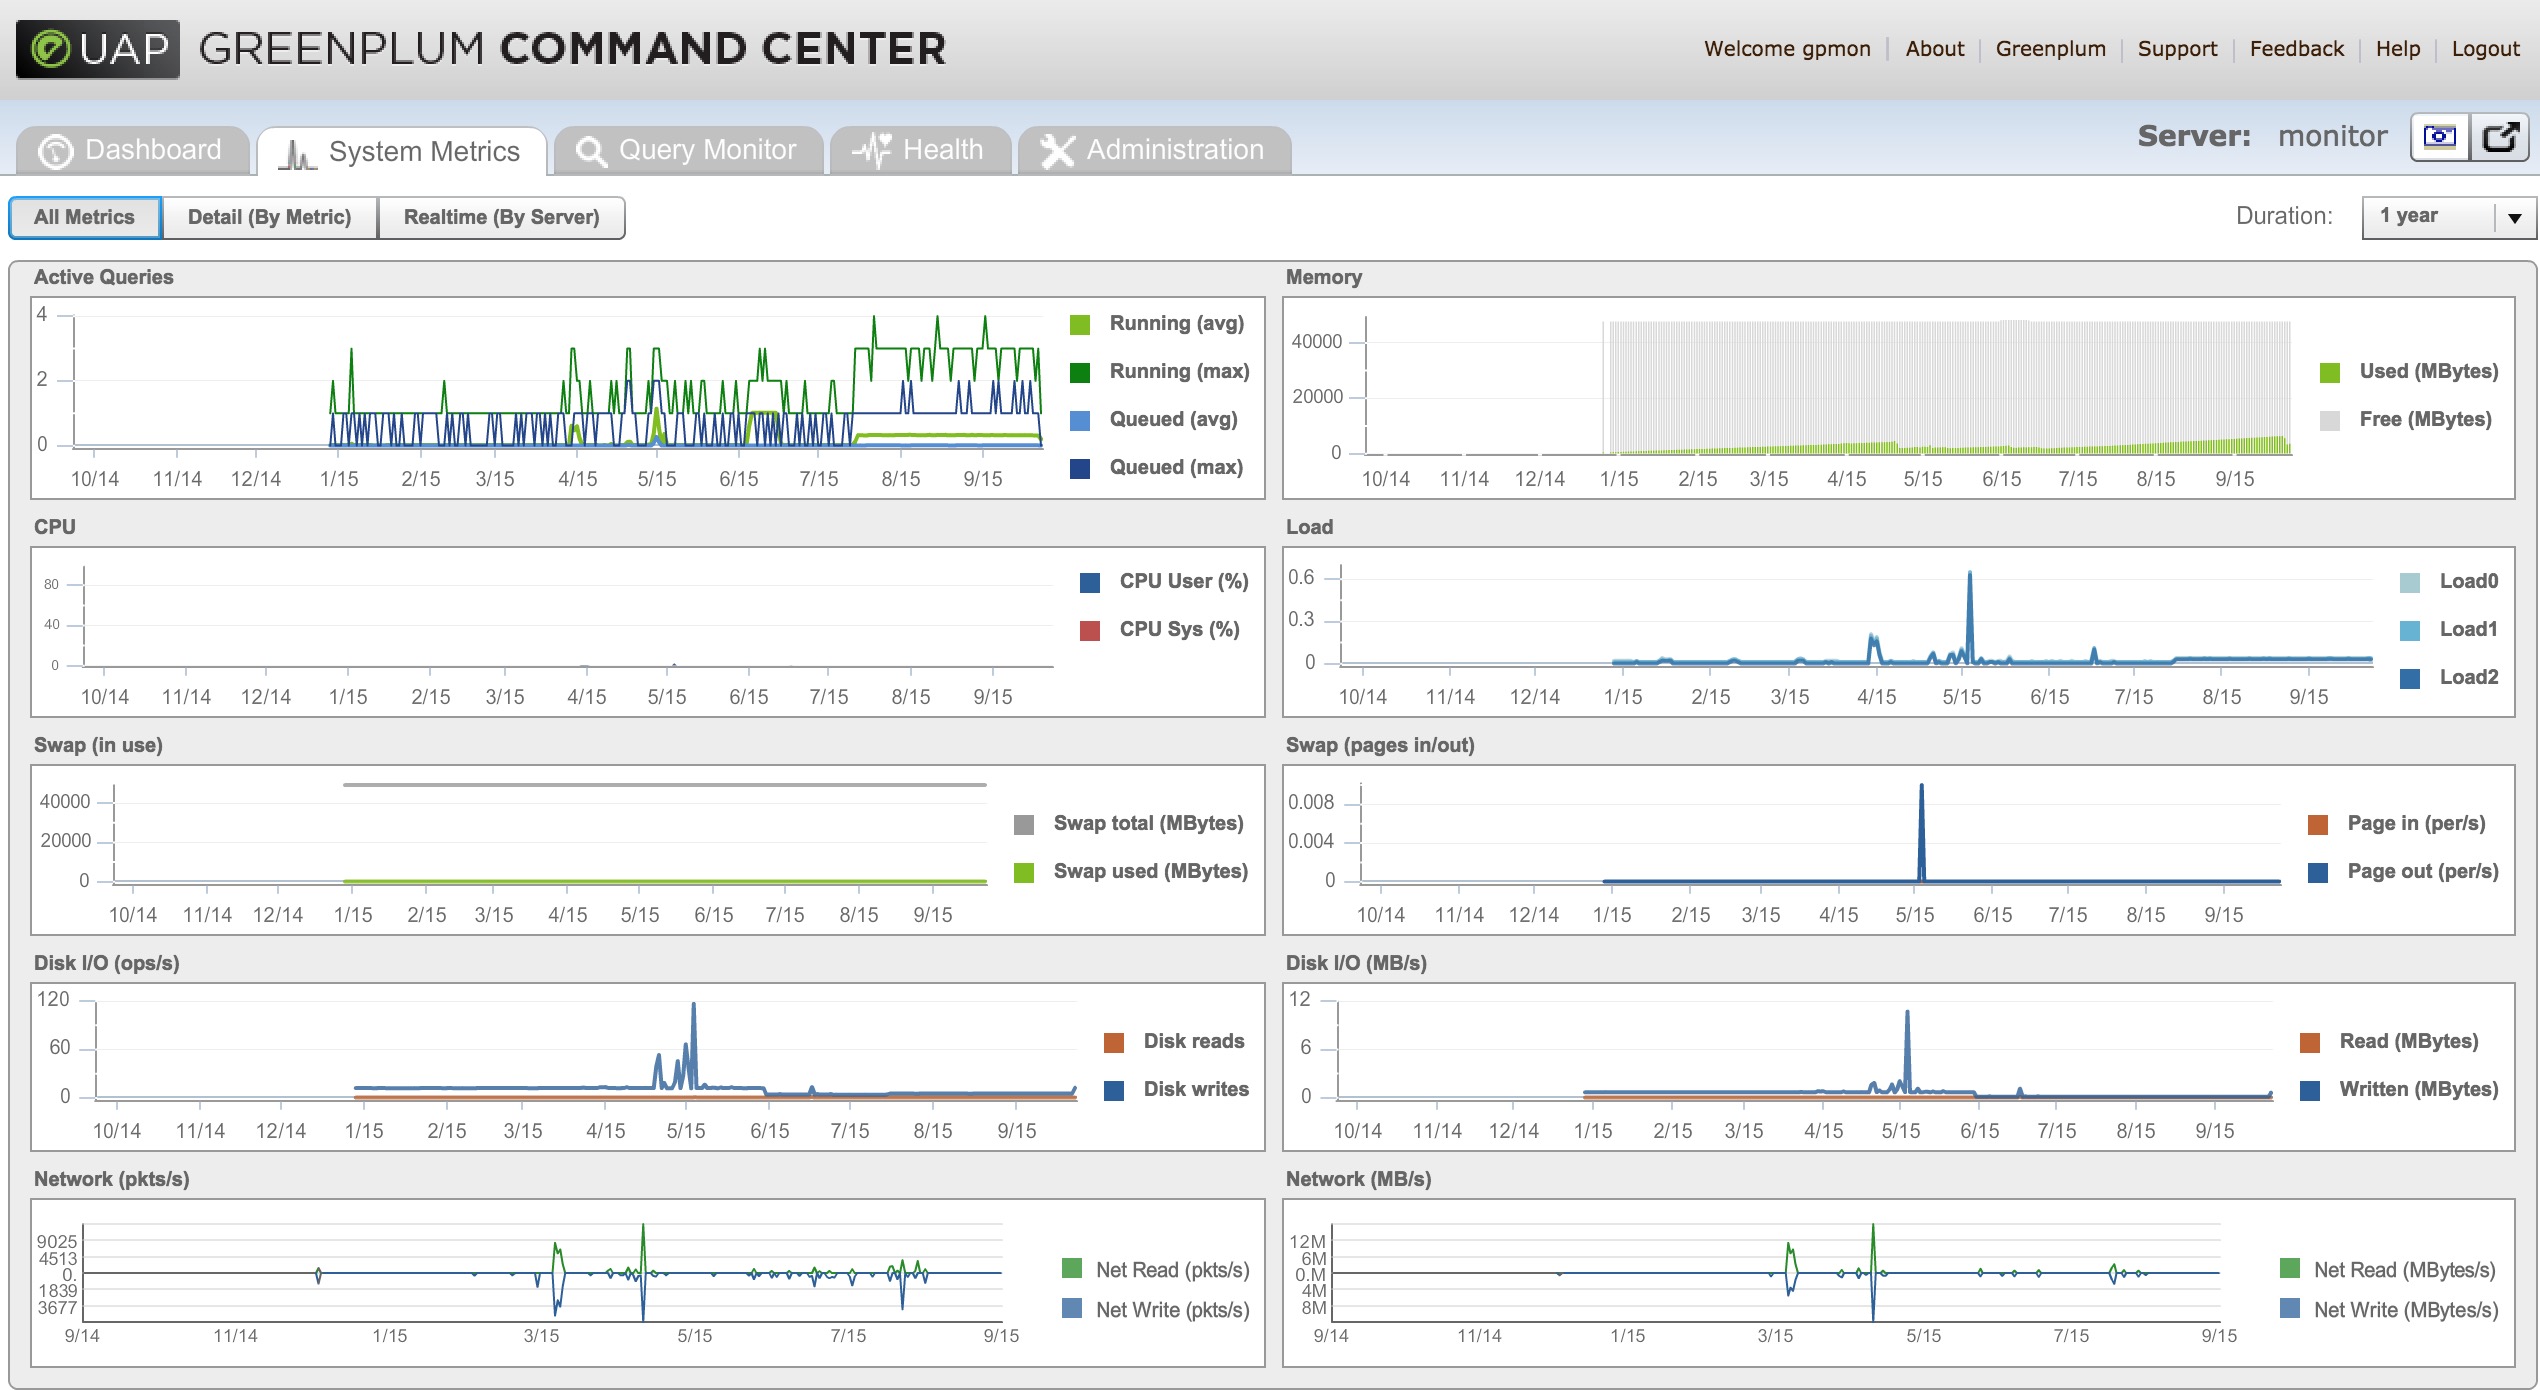 UAP GREENPLUM COMMAND CENTER
Welcome gpmon About Greenplum Support Feedback Help Logout
Dashboard System Metrics Query Monitor Health Administration
Server: monitor
All Metrics Detail (By Metric) Realtime (By Server)
Duration: 1 year
Active Queries
4
2
0
10/14 11/14 12/14 1/15 2/15 3/15 4/15 5/15 6/15 7/15 8/15 9/15
Running (avg)
Running (max)
Queued (avg)
Queued (max)
Memory
40000
20000
0
10/14 11/14 12/14 1/15 2/15 3/15 4/15 5/15 6/15 7/15 8/15 9/15
Used (MBytes)
Free (MBytes)
CPU
80
40
0
10/14 11/14 12/14 1/15 2/15 3/15 4/15 5/15 6/15 7/15 8/15 9/15
CPU User (%)
CPU Sys (%)
Load
0.6
0.3
0
10/14 11/14 12/14 1/15 2/15 3/15 4/15 5/15 6/15 7/15 8/15 9/15
Load0
Load1
Load2
Swap (in use)
40000
20000
0
10/14 11/14 12/14 1/15 2/15 3/15 4/15 5/15 6/15 7/15 8/15 9/15
Swap total (MBytes)
Swap used (MBytes)
Swap (pages in/out)
0.008
0.004
0
10/14 11/14 12/14 1/15 2/15 3/15 4/15 5/15 6/15 7/15 8/15 9/15
Page in (per/s)
Page out (per/s)
Disk I/O (ops/s)
120
60
0
10/14 11/14 12/14 1/15 2/15 3/15 4/15 5/15 6/15 7/15 8/15 9/15
Disk reads
Disk writes
Disk I/O (MB/s)
12
6
0
10/14 11/14 12/14 1/15 2/15 3/15 4/15 5/15 6/15 7/15 8/15 9/15
Read (MBytes)
Written (MBytes)
Network (pkts/s)
9025
4513
0.
1839
3677
9/14 11/14 1/15 3/15 5/15 7/15 9/15
Net Read (pkts/s)
Net Write (pkts/s)
Network (MB/s)
12M
6M
0.M
4M
8M
9/14 11/14 1/15 3/15 5/15 7/15 9/15
Net Read (MBytes/s)
Net Write (MBytes/s)